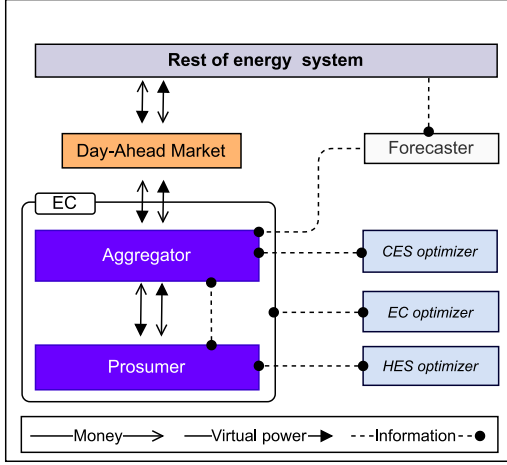 Rest of energy system
Day-Ahead Market
Forecaster
EC
Aggregator
CES optimizer
EC optimizer
Prosumer
HES optimizer
Money
Virtual power
Information